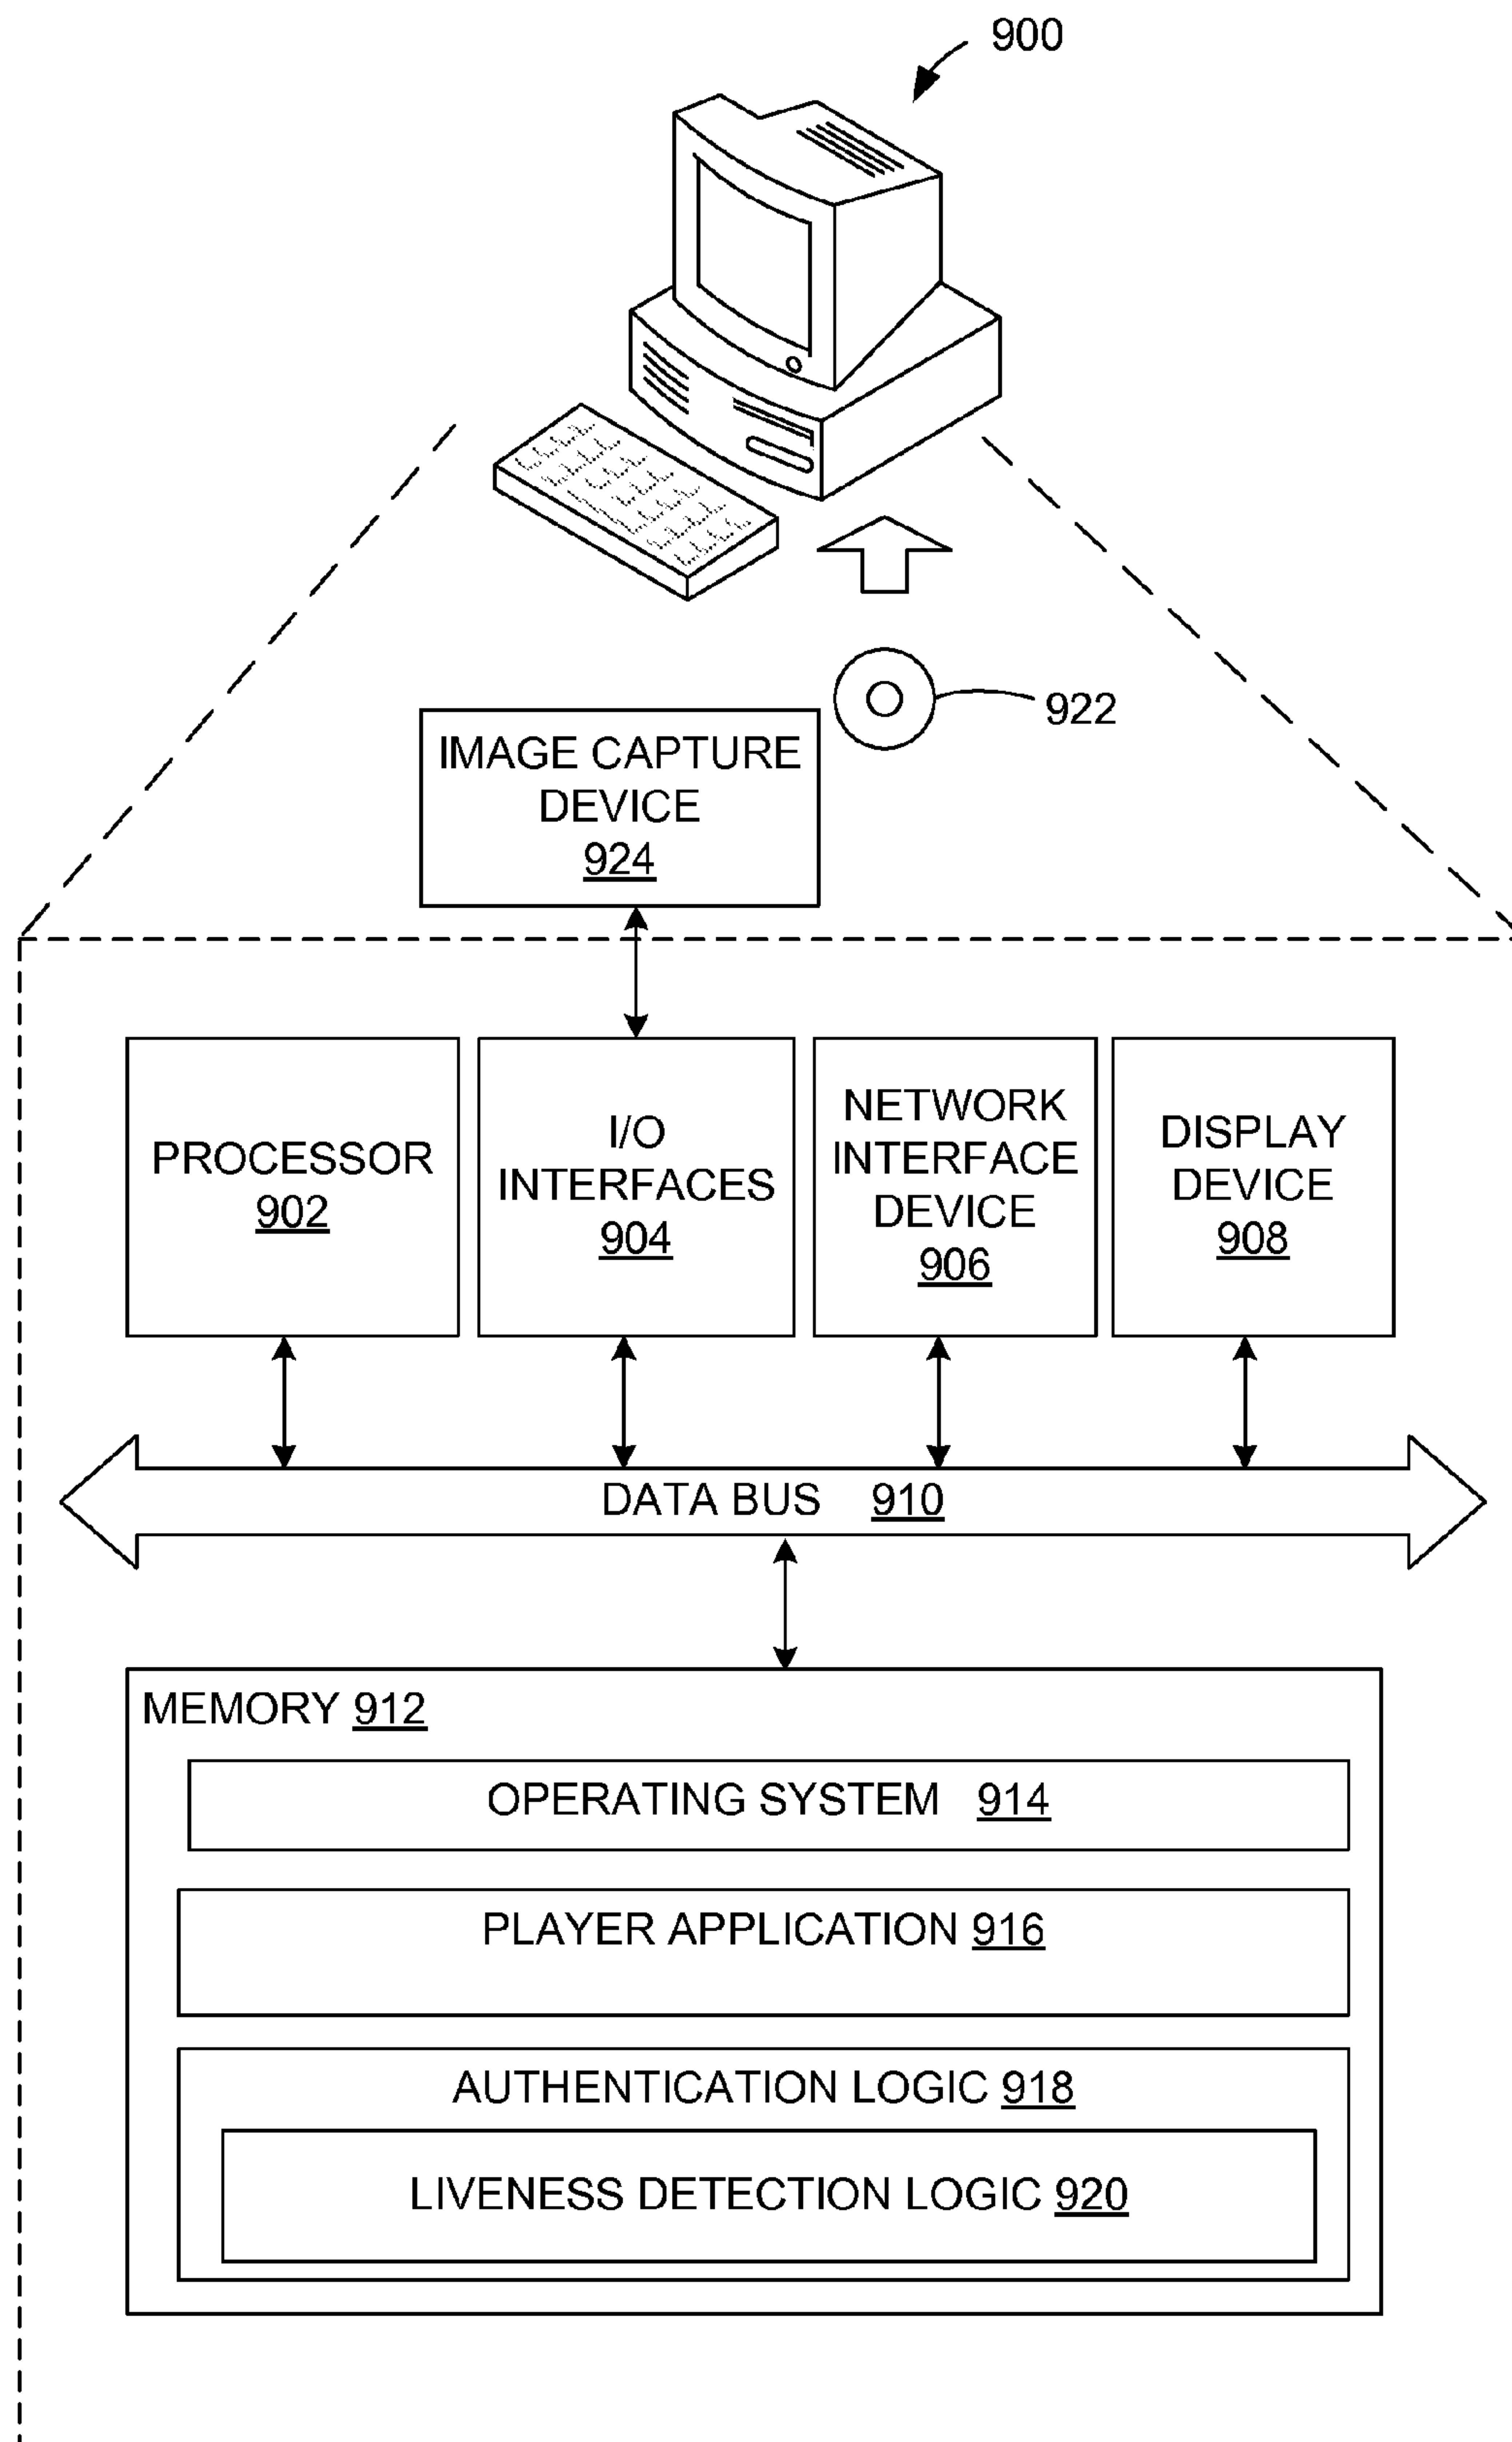 900
922
IMAGE CAPTURE
DEVICE
924
PROCESSOR
902
I/O
INTERFACES
904
NETWORK
INTERFACE
DEVICE
906
DISPLAY
DEVICE
908
DATA BUS 910
MEMORY 912
OPERATING SYSTEM 914
PLAYER APPLICATION 916
AUTHENTICATION LOGIC 918
LIVENESS DETECTION LOGIC 920